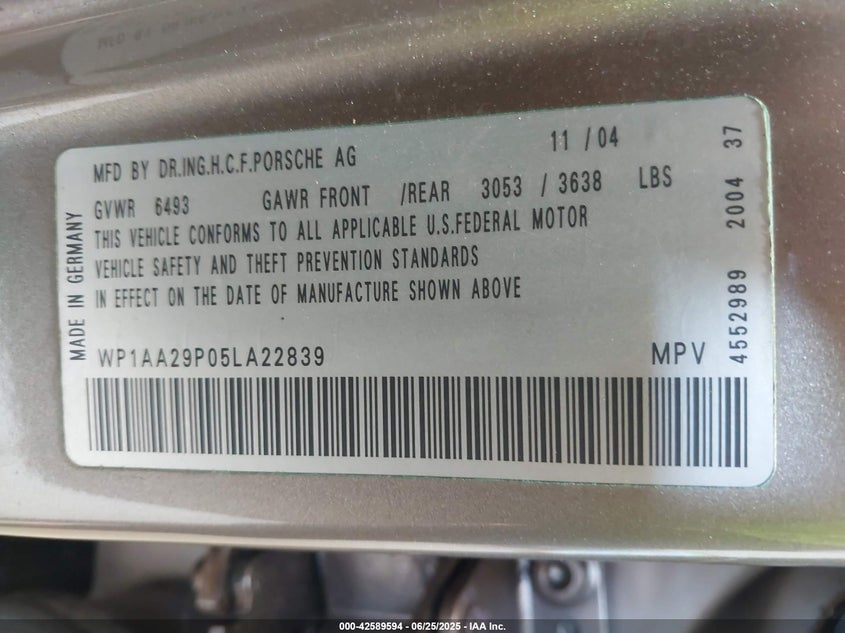 MFD BY DR.ING.H.C.F.PORSCHE AG 11 / 04
GVWR 6493 GAWR FRONT /REAR 3053 / 3638 LBS
THIS VEHICLE CONFORMS TO ALL APPLICABLE U.S.FEDERAL MOTOR
VEHICLE SAFETY AND THEFT PREVENTION STANDARDS
IN EFFECT ON THE DATE OF MANUFACTURE SHOWN ABOVE
WP1AA29P05LA22839 MPV
MADE IN GERMANY
4552989 2004 37
000-42589594 - 06/25/2025 - IAA Inc.